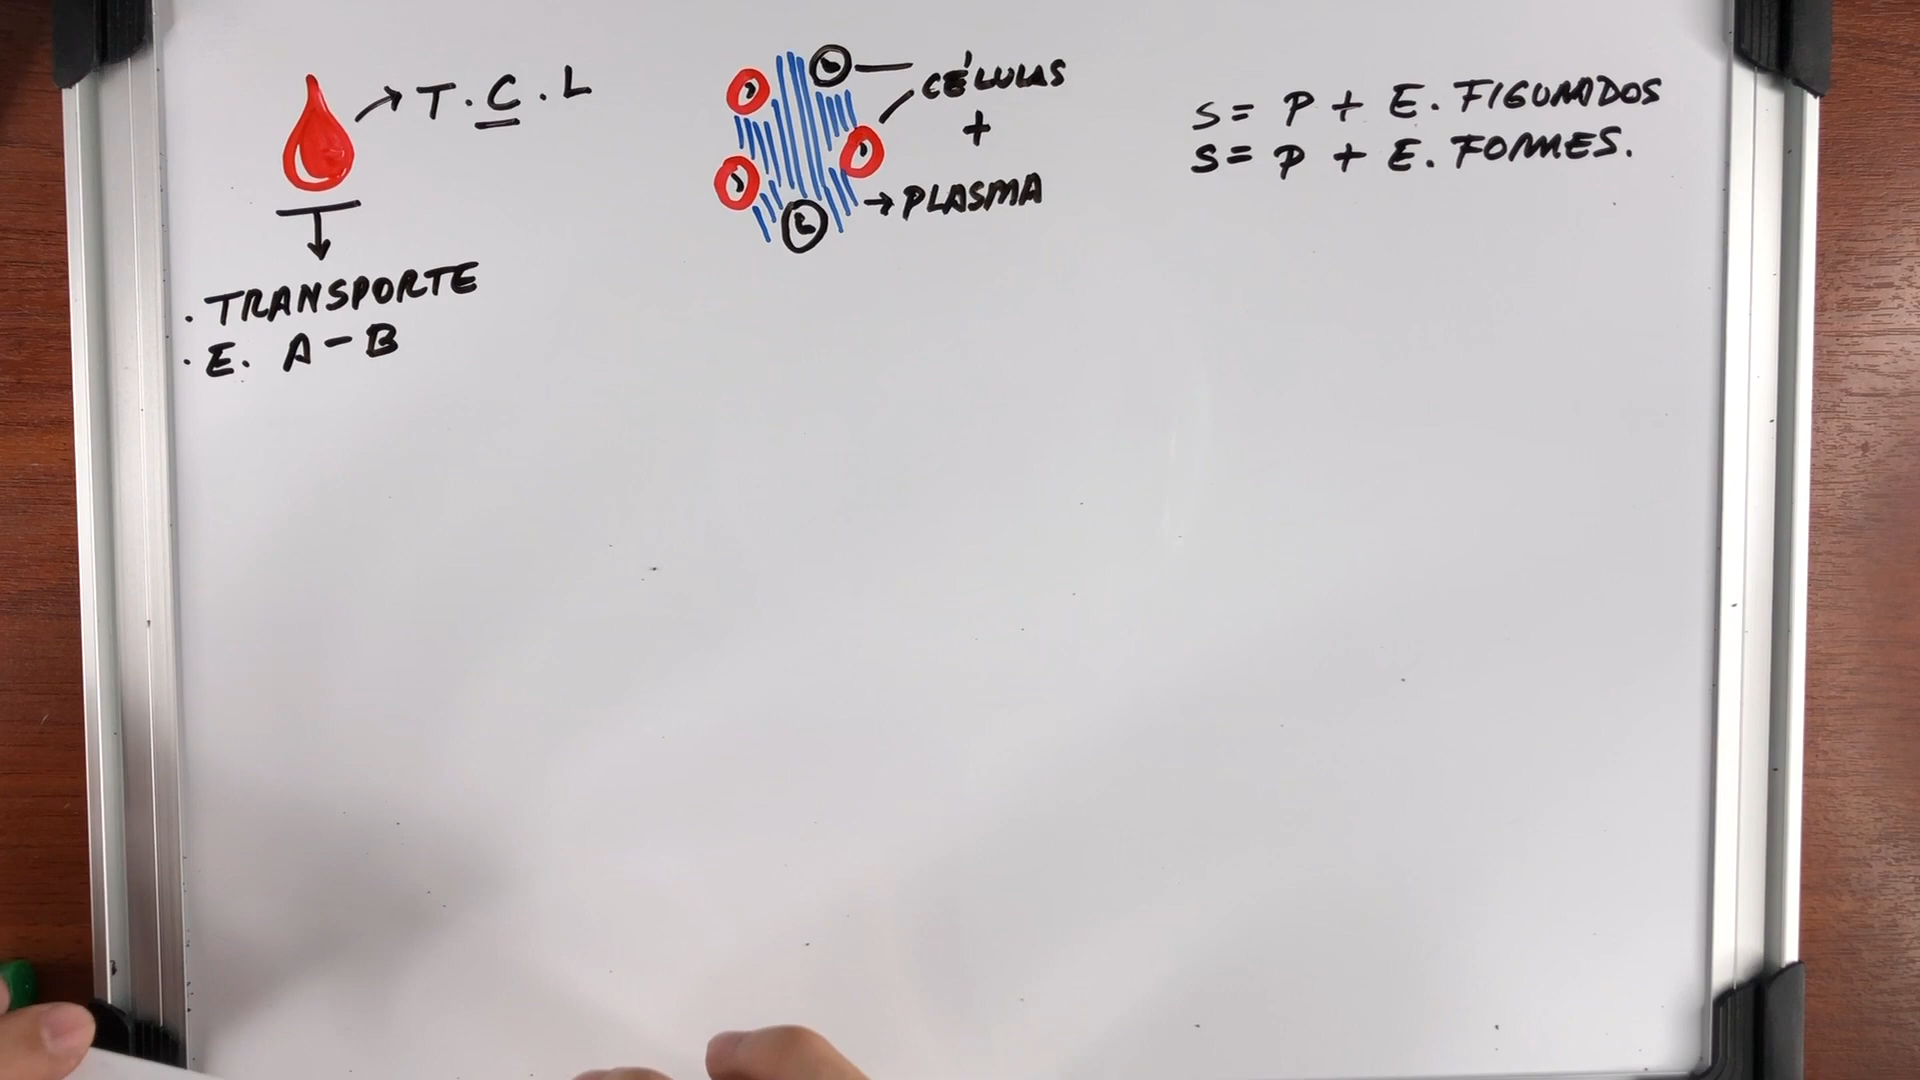 T.C.L
. TRANSPORTE
. E. A-B
CÉLULAS
+
→ PLASMA
S= P + E. FIGURADOS
S= P + E. FORMES.